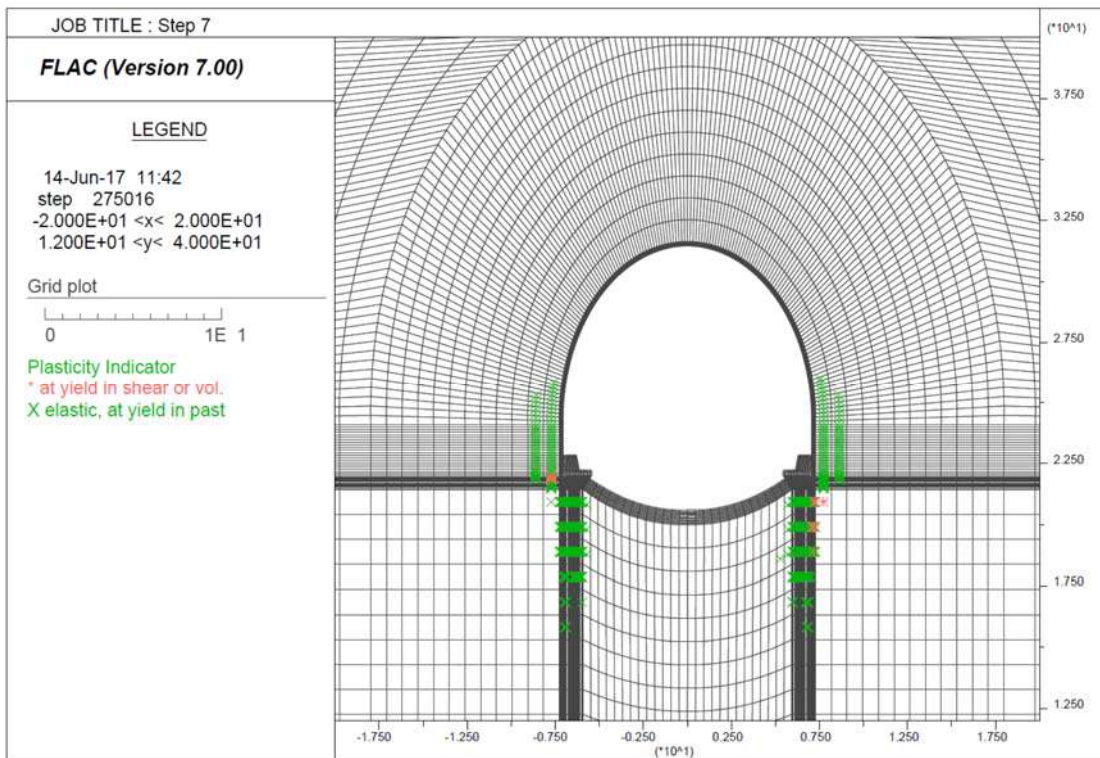 JOB TITLE : Step 7
FLAC (Version 7.00)
LEGEND
14-Jun-17 11:42
step 275016
-2.000E+01 <x< 2.000E+01
1.200E+01 <y< 4.000E+01
Grid plot
0 1E 1
Plasticity Indicator
* at yield in shear or vol.
X elastic, at yield in past
(*10^1)
3.750
3.250
2.750
2.250
1.750
1.250
-1.750 -1.250 -0.750 -0.250 0.250 0.750 1.250 1.750
(*10^1)